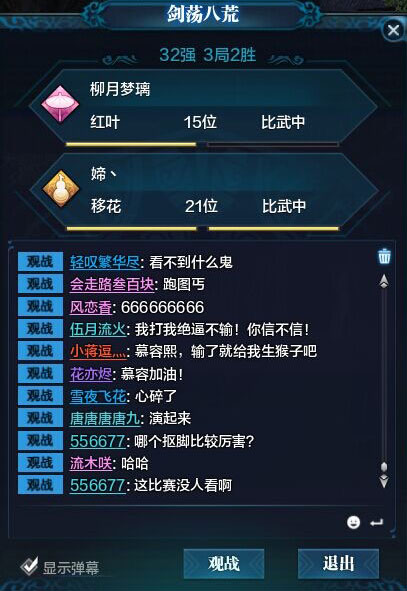 剑荡八荒
32强 3局2胜
柳月梦璃
红叶 15位 比武中
婂丶
移花 21位 比武中
观战 轻叹繁华尽: 看不到什么鬼
观战 会走路叁百块: 跑图丐
观战 风恋香: 666666666
观战 伍月流火: 我打我绝逼不输！你信不信！
观战 小蒋逗灬: 慕容熙，输了就给我生猴子吧
观战 花亦烬: 慕容加油！
观战 雪夜飞花: 心碎了
观战 唐唐唐唐九: 演起来
观战 556677: 哪个抠脚比较厉害？
观战 流木咲: 哈哈
观战 556677: 这比赛没人看啊
显示弹幕 观战 退出